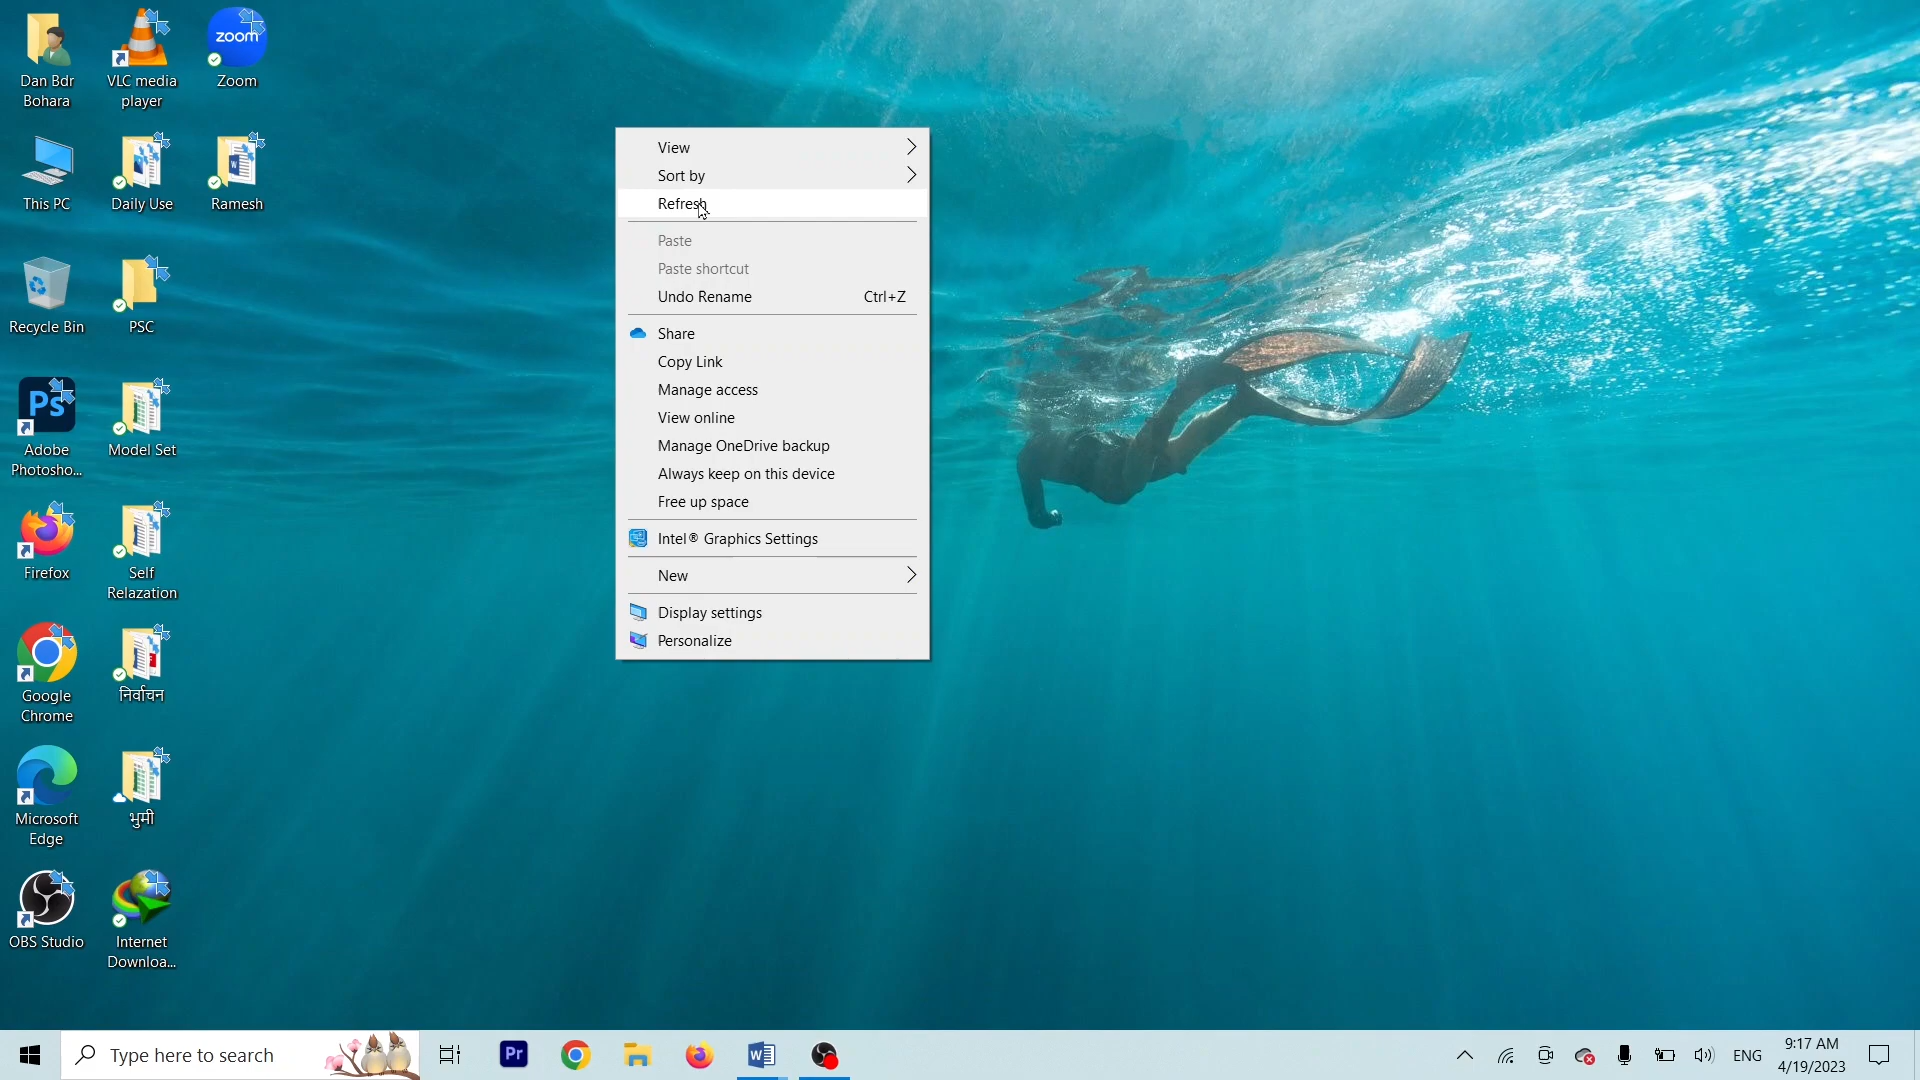 Dan Bdr
Bohara
VLC media
player
zoom
Zoom
This PC
Daily Use
Ramesh
Recycle Bin
PSC
Ps
Adobe
Photosho...
Model Set
Firefox
Self
Relazation
Google
Chrome
निर्वाचन
Microsoft
Edge
भुमी
OBS Studio
Internet
Downloa...
View
Sort by
Refresh
Paste
Paste shortcut
Undo Rename Ctrl+Z
Share
Copy Link
Manage access
View online
Manage OneDrive backup
Always keep on this device
Free up space
Intel® Graphics Settings
New
Display settings
Personalize
Type here to search
Pr
W
ENG
9:17 AM
4/19/2023